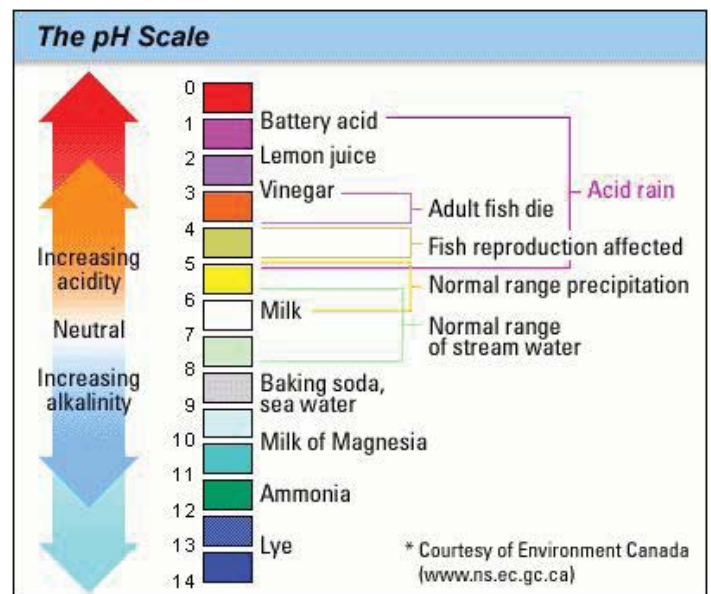 The pH Scale
Increasing
acidity
Neutral
Increasing
alkalinity
0
1
2
3
4
5
6
7
8
9
10
11
12
13
14
Battery acid
Lemon juice
Vinegar
Milk
Baking soda,
sea water
Milk of Magnesia
Ammonia
Lye
Acid rain
Adult fish die
Fish reproduction affected
Normal range precipitation
Normal range
of stream water
* Courtesy of Environment Canada
(www.ns.ec.gc.ca)